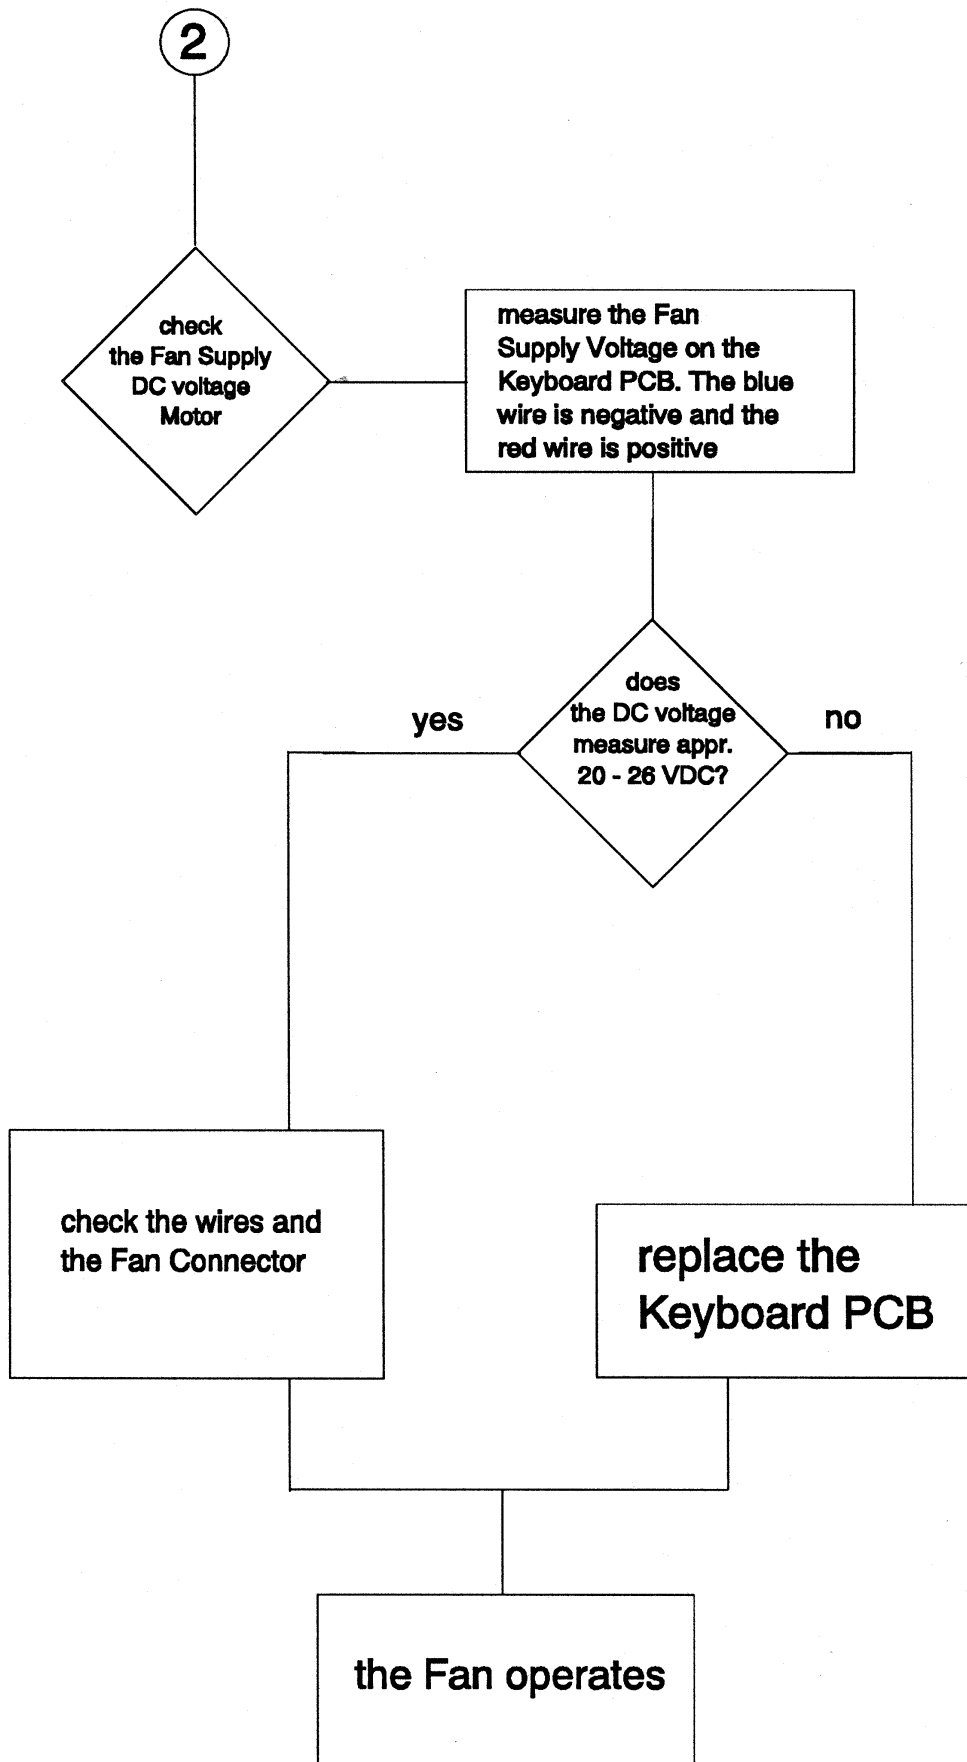 2
check
the Fan Supply
DC voltage
Motor
measure the Fan
Supply Voltage on the
Keyboard PCB. The blue
wire is negative and the
red wire is positive
does
the DC voltage
measure appr.
20 - 26 VDC?
yes
no
check the wires and
the Fan Connector
replace the
Keyboard PCB
the Fan operates